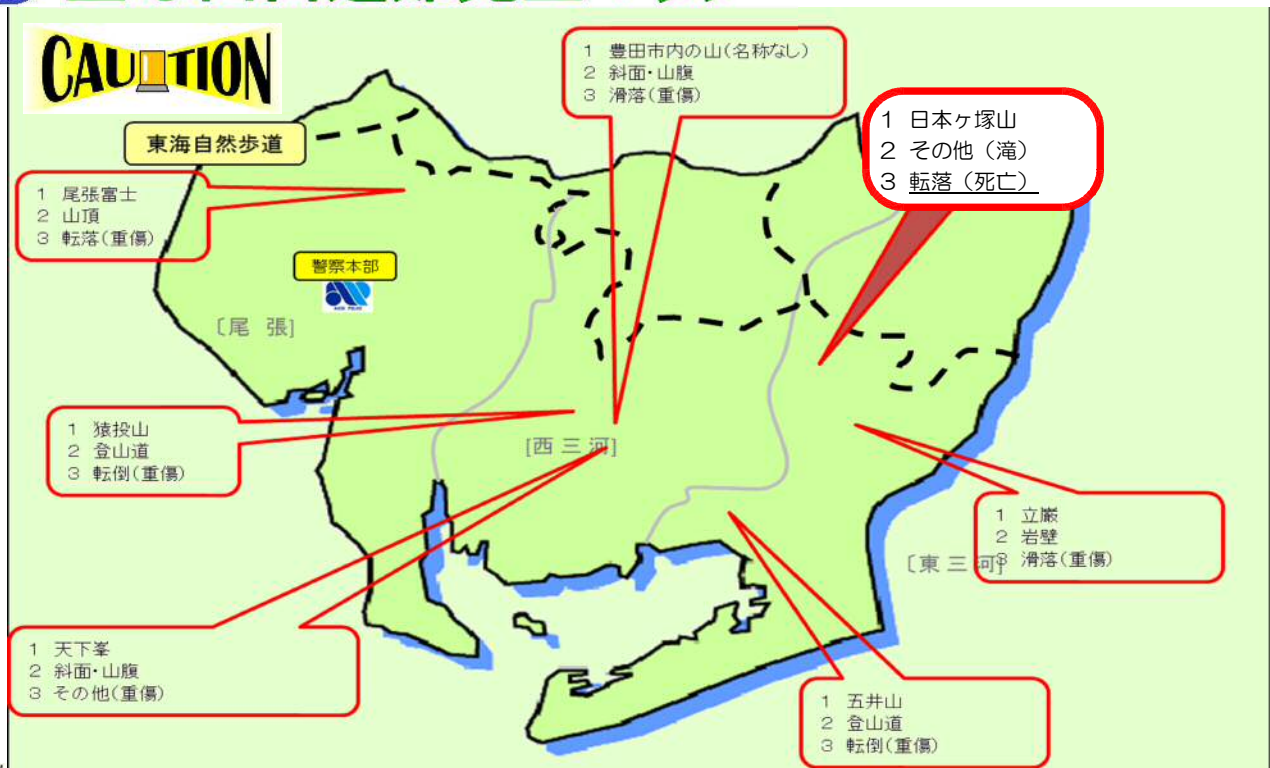 CAUTION
1 豊田市内の山(名称なし)
2 斜面・山腹
3 滑落(重傷)
1 日本ヶ塚山
2 その他（滝）
3 転落（死亡）
東海自然歩道
1 尾張富士
2 山頂
3 転落(重傷)
警察本部
〔尾 張]
1 猿投山
2 登山道
3 転倒(重傷)
[西 三 河]
1 立巌
2 岩壁
3 滑落(重傷)
〔東 三 河]
1 天下峯
2 斜面・山腹
3 その他(重傷)
1 五井山
2 登山道
3 転倒(重傷)